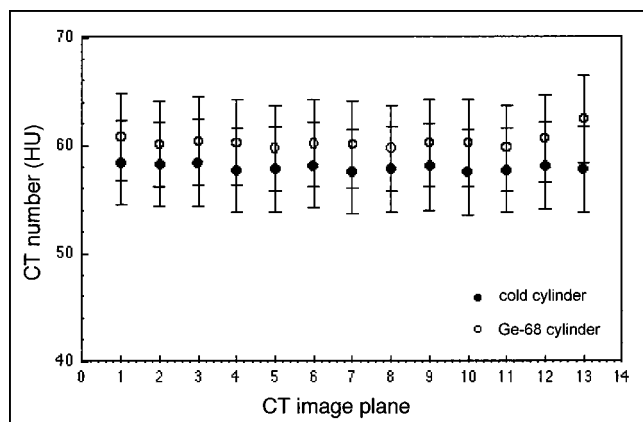 70
60
50
40
CT number (HU)
cold cylinder
Ge-68 cylinder
0 1 2 3 4 5 6 7 8 9 10 11 12 13 14
CT image plane